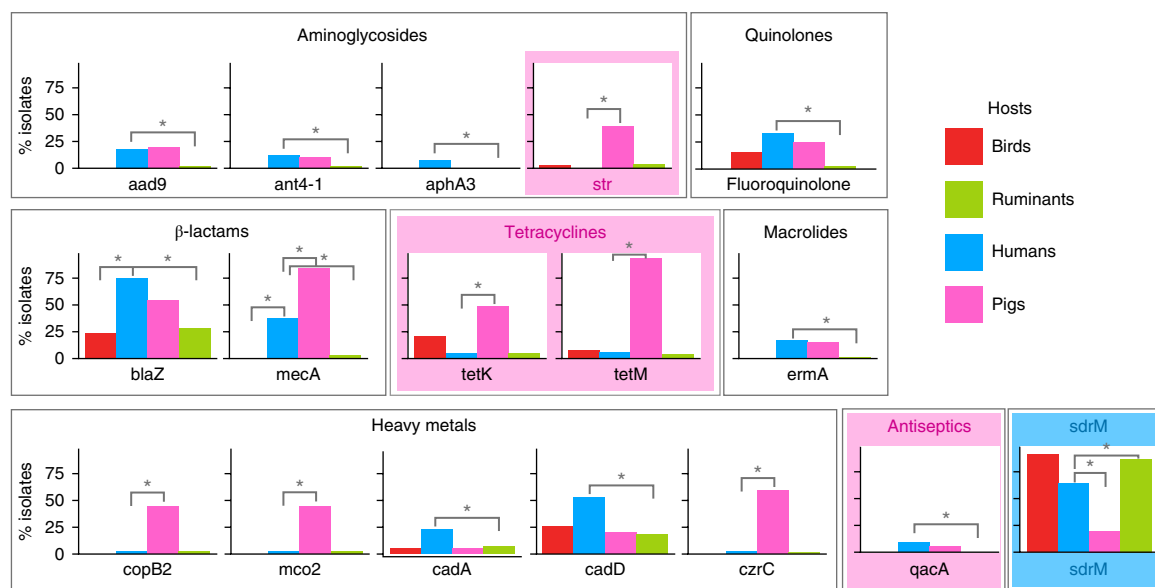 Aminoglycosides
Quinolones
% isolates
75
50
25
0
*
*
*
*
*
aad9
ant4-1
aphA3
str
Fluoroquinolone
Hosts
Birds
Ruminants
Humans
Pigs
β-lactams
Tetracyclines
Macrolides
% isolates
75
50
25
0
* *
*
*
*
*
*
*
blaZ
mecA
tetK
tetM
ermA
Heavy metals
Antiseptics
sdrM
% isolates
75
50
25
0
*
*
*
*
*
*
*
*
copB2
mco2
cadA
cadD
czrC
qacA
sdrM